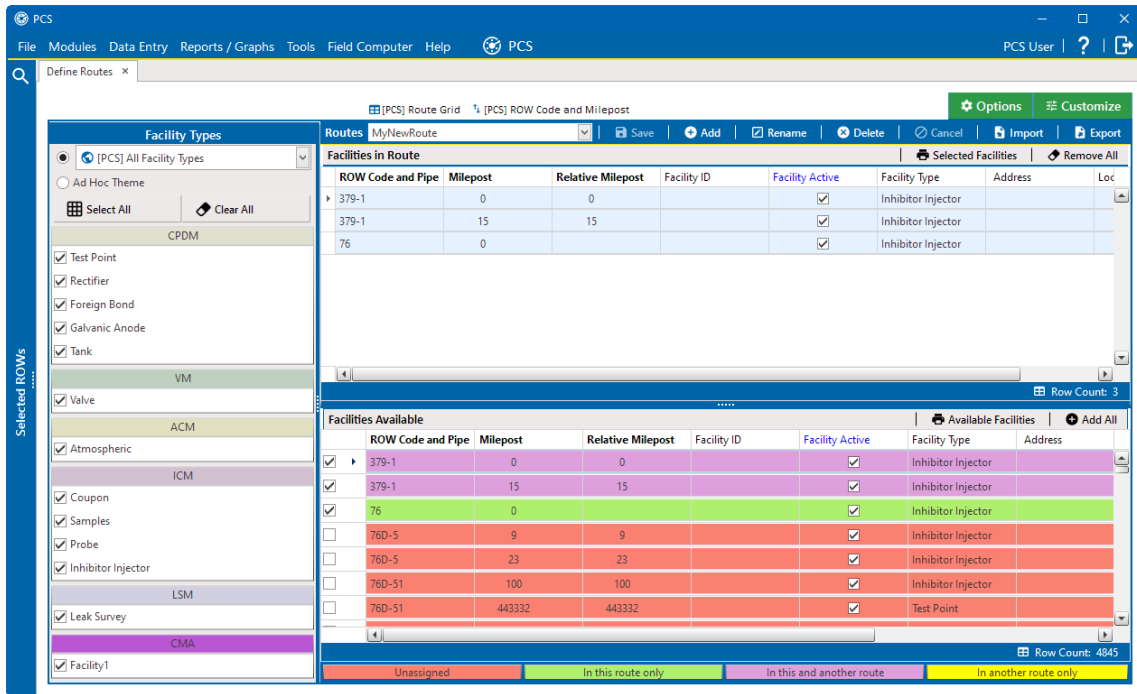 PCS
File Modules Data Entry Reports / Graphs Tools Field Computer Help PCS PCS User ?
Define Routes ×
[PCS] Route Grid [PCS] ROW Code and Milepost Options Customize
Selected ROWs
Facility Types
[PCS] All Facility Types
Ad Hoc Theme
Select All Clear All
CPDM
Test Point
Rectifier
Foreign Bond
Galvanic Anode
Tank
VM
Valve
ACM
Atmospheric
ICM
Coupon
Samples
Probe
Inhibitor Injector
LSM
Leak Survey
CMA
Facility1
Routes MyNewRoute Save Add Rename Delete Cancel Import Export
Facilities in Route Selected Facilities Remove All
ROW Code and Pipe Milepost Relative Milepost Facility ID Facility Active Facility Type Address Loc
379-1 0 0 Inhibitor Injector
379-1 15 15 Inhibitor Injector
76 0 Inhibitor Injector
Row Count: 3
Facilities Available Available Facilities Add All
ROW Code and Pipe Milepost Relative Milepost Facility ID Facility Active Facility Type Address
379-1 0 0 Inhibitor Injector
379-1 15 15 Inhibitor Injector
76 0 Inhibitor Injector
76D-5 9 9 Inhibitor Injector
76D-5 23 23 Inhibitor Injector
76D-51 100 100 Inhibitor Injector
76D-51 443332 443332 Test Point
Row Count: 4845
Unassigned In this route only In this and another route In another route only